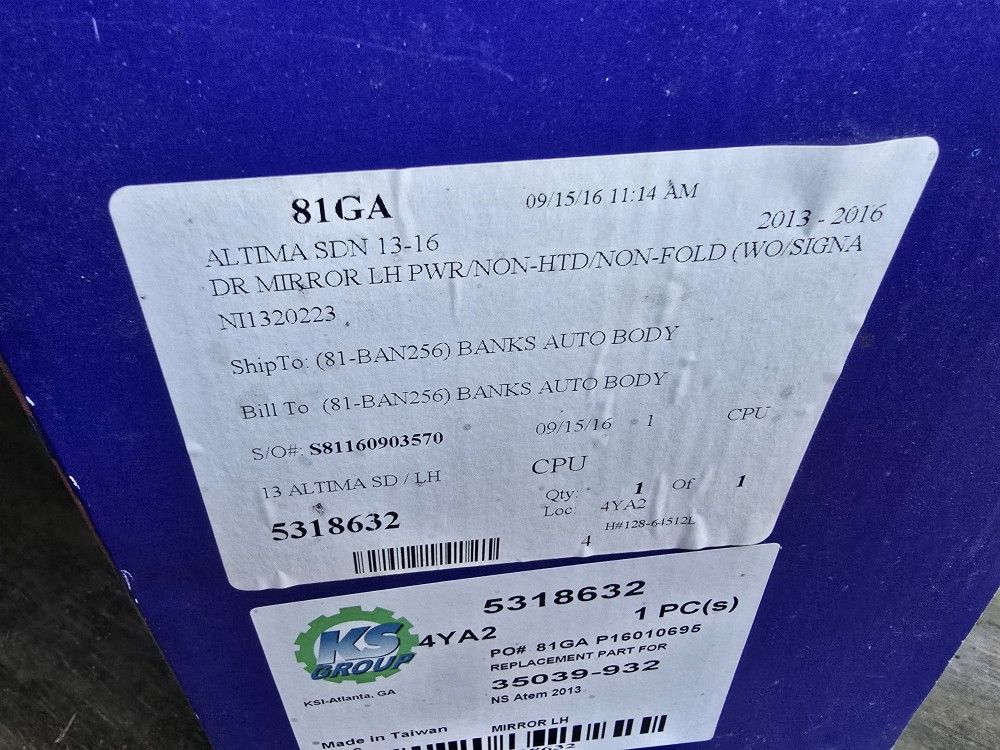 81GA 09/15/16 11:14 AM
ALTIMA SDN 13-16 2013 - 2016
DR MIRROR LH PWR/NON-HTD/NON-FOLD (WO/SIGNA
NI1320223
ShipTo: (81-BAN256) BANKS AUTO BODY
Bill To (81-BAN256) BANKS AUTO BODY
S/O#: S81160903570 09/15/16 1 CPU
13 ALTIMA SD / LH CPU
Qty: 1 Of 1
Loc: 4YA2
5318632 H#128-64512L
4
5318632
4YA2 1 PC(s)
KS GROUP
PO# 81GA P16010695
REPLACEMENT PART FOR
35039-932
KSI-Atlanta, GA NS Atem 2013
Made in Taiwan MIRROR LH